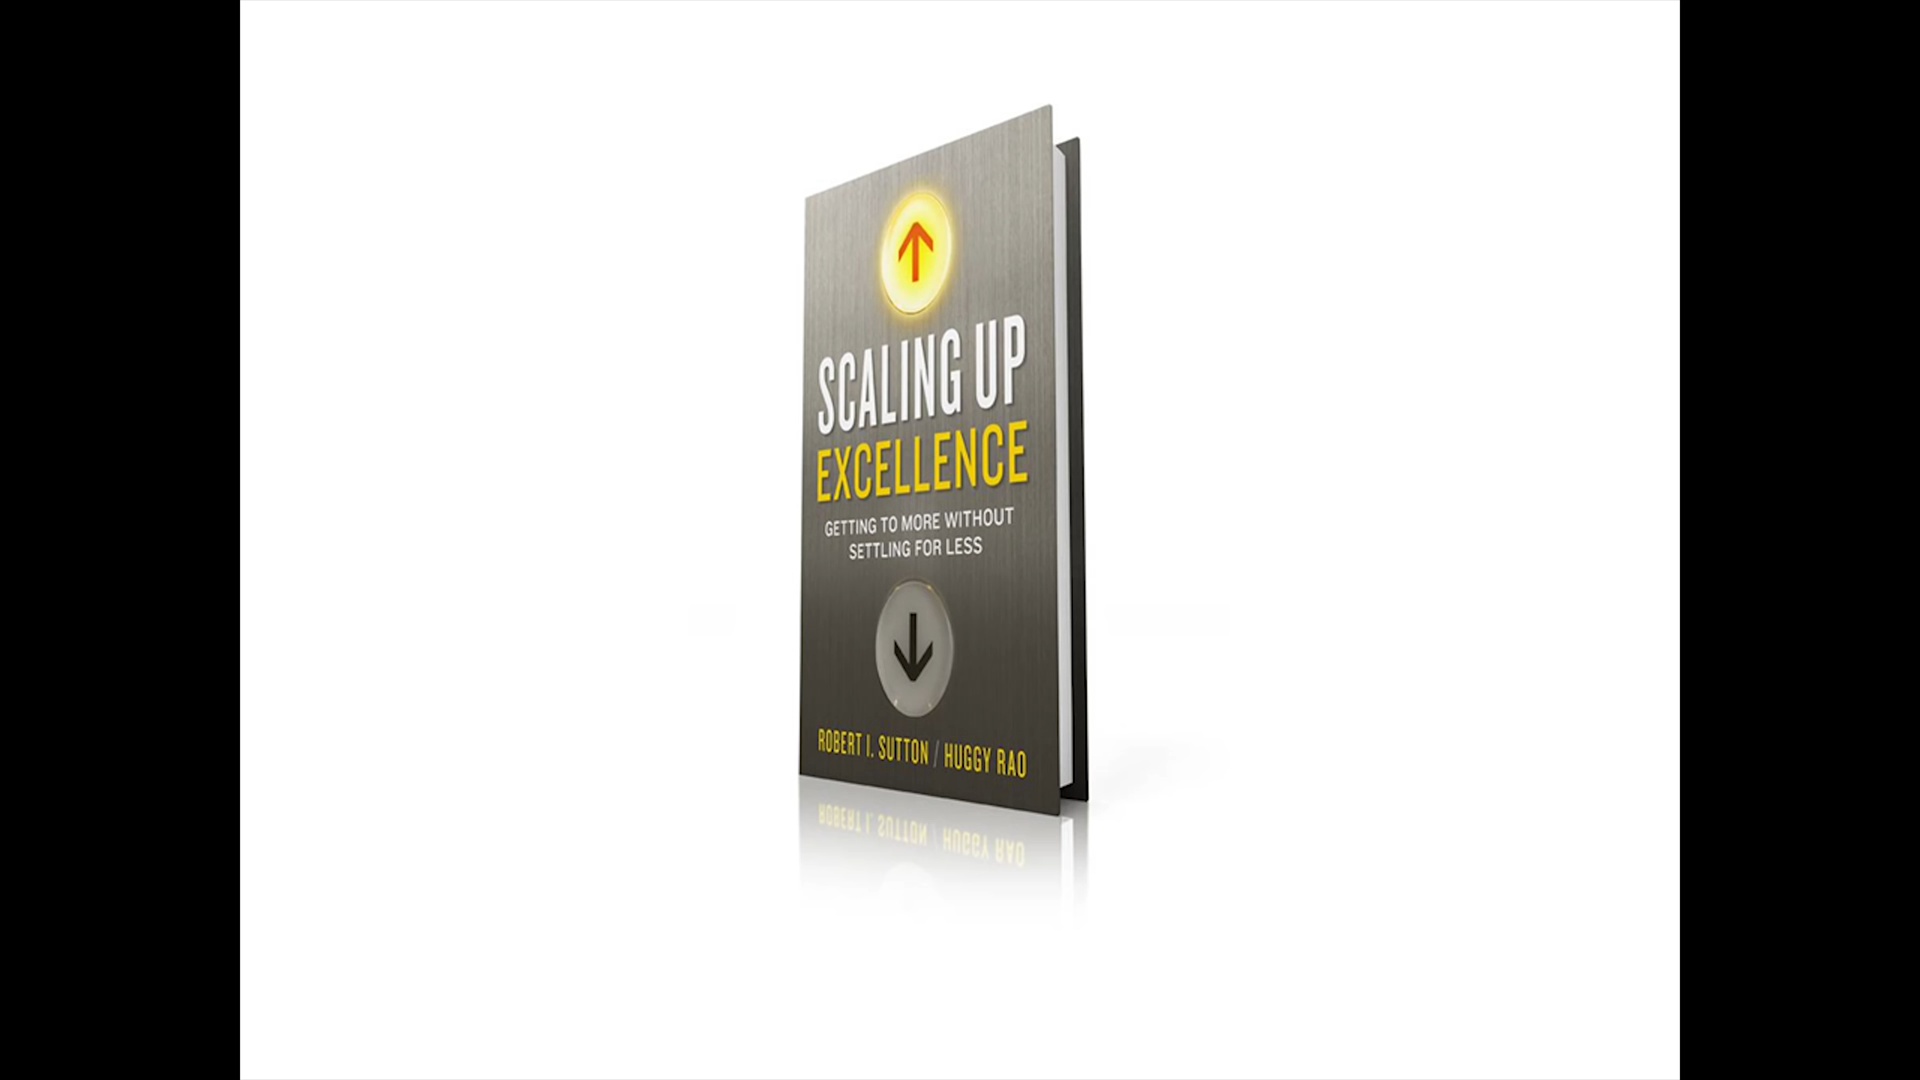 SCALING UP
EXCELLENCE
GETTING TO MORE WITHOUT
SETTLING FOR LESS
ROBERT I. SUTTON / HUGGY RAO